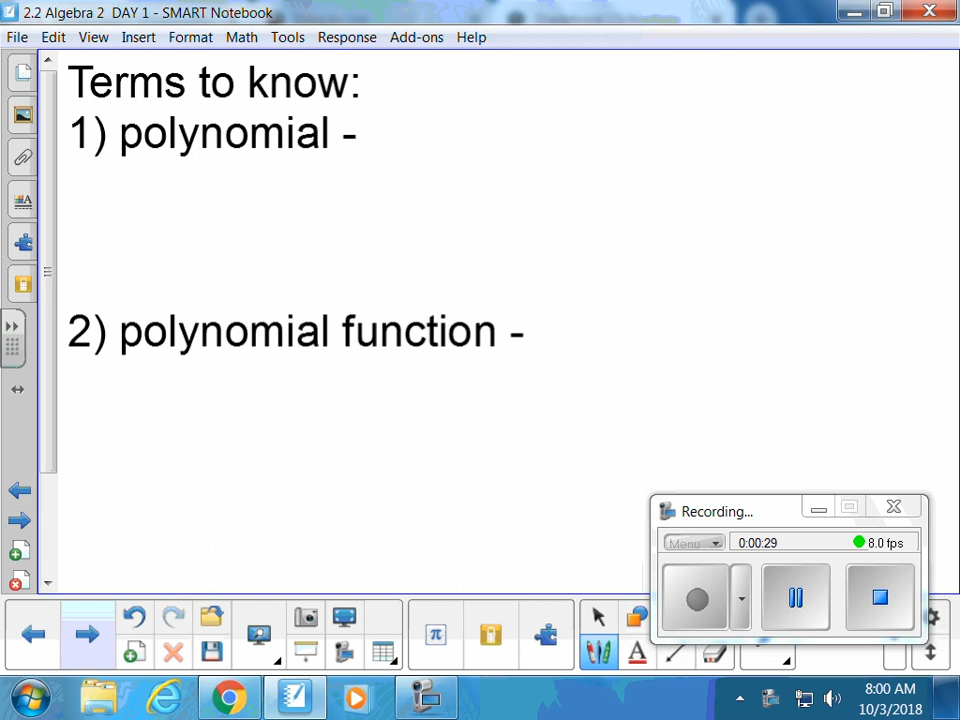 2.2 Algebra 2 DAY 1 - SMART Notebook
File Edit View Insert Format Math Tools Response Add-ons Help
Terms to know:
1) polynomial -
2) polynomial function -
Recording...
Menu 0:00:29 8.0 fps
π
A
8:00 AM
10/3/2018